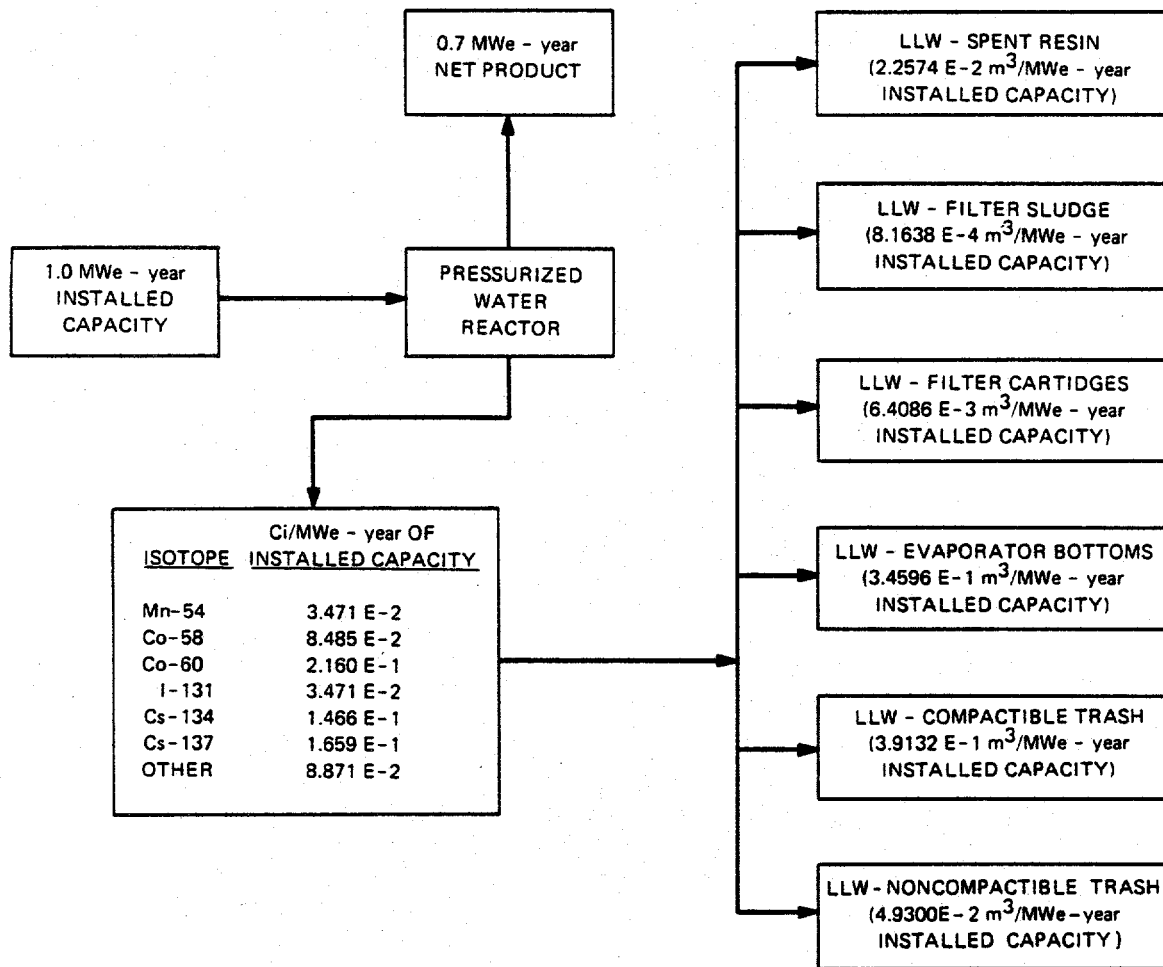 0.7 MWe - year
NET PRODUCT
1.0 MWe - year
INSTALLED
CAPACITY
PRESSURIZED
WATER
REACTOR
Ci/MWe - year OF
ISOTOPE INSTALLED CAPACITY
Mn-54 3.471 E-2
Co-58 8.485 E-2
Co-60 2.160 E-1
I-131 3.471 E-2
Cs-134 1.466 E-1
Cs-137 1.659 E-1
OTHER 8.871 E-2
LLW - SPENT RESIN
(2.2574 E-2 m³/MWe - year
INSTALLED CAPACITY)
LLW - FILTER SLUDGE
(8.1638 E-4 m³/MWe - year
INSTALLED CAPACITY)
LLW - FILTER CARTIDGES
(6.4086 E-3 m³/MWe - year
INSTALLED CAPACITY)
LLW - EVAPORATOR BOTTOMS
(3.4596 E-1 m³/MWe - year
INSTALLED CAPACITY)
LLW - COMPACTIBLE TRASH
(3.9132 E-1 m³/MWe - year
INSTALLED CAPACITY)
LLW - NONCOMPACTIBLE TRASH
(4.9300E-2 m³/MWe-year
INSTALLED CAPACITY)